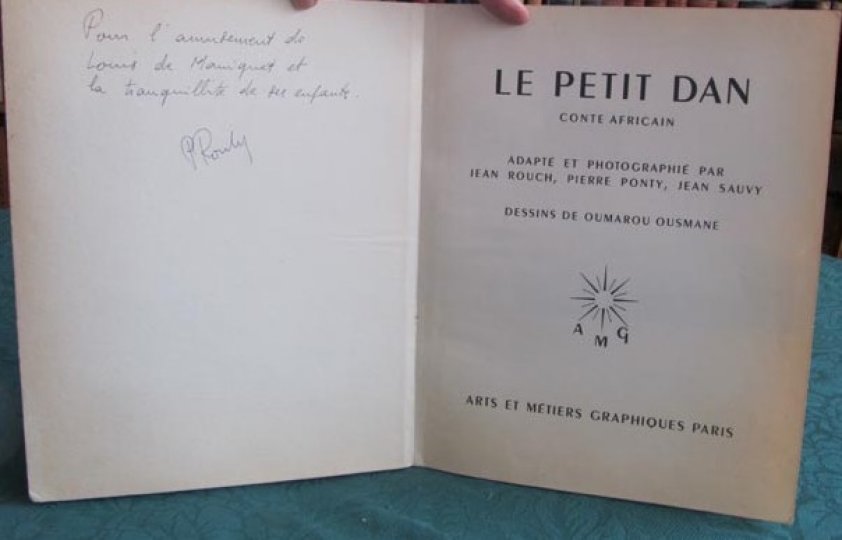 Pour l'amusement de
Louis de Maniquet et
la tranquillité de ses enfants.
LE PETIT DAN
CONTE AFRICAIN
ADAPTÉ ET PHOTOGRAPHIÉ PAR
JEAN ROUCH, PIERRE PONTY, JEAN SAUVY
DESSINS DE OUMAROU OUSMANE
A M G
ARTS ET MÉTIERS GRAPHIQUES PARIS